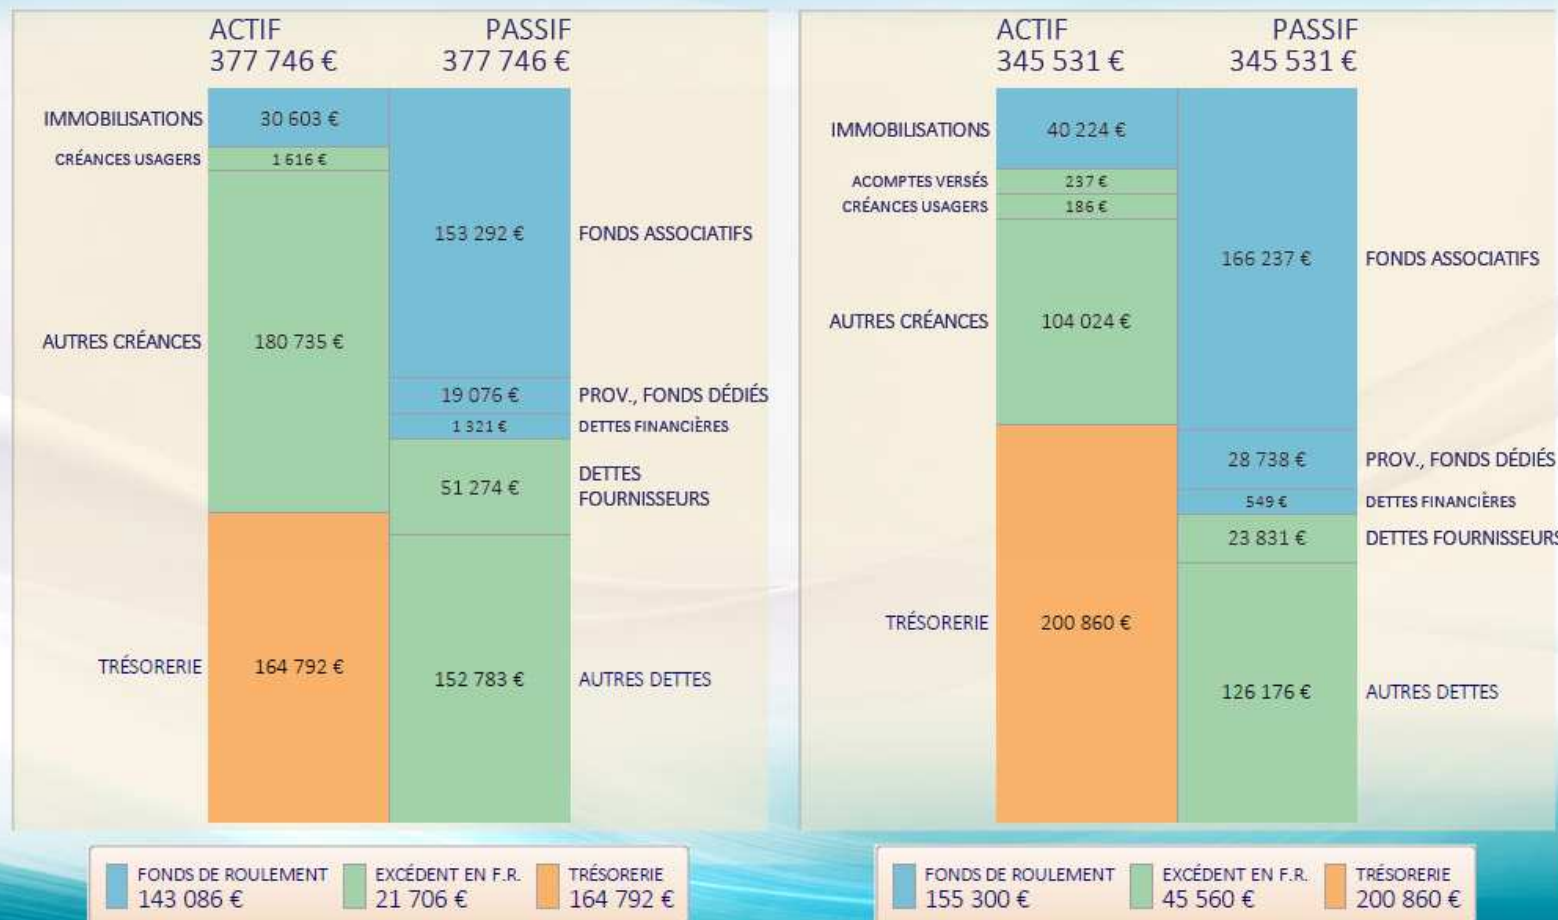 ACTIF
377 746 €
PASSIF
377 746 €
IMMOBILISATIONS
30 603 €
CRÉANCES USAGERS
1 616 €
AUTRES CRÉANCES
180 735 €
TRÉSORERIE
164 792 €
153 292 €
FONDS ASSOCIATIFS
19 076 €
PROV., FONDS DÉDIÉS
1 321 €
DETTES FINANCIÈRES
51 274 €
DETTES
FOURNISSEURS
152 783 €
AUTRES DETTES
FONDS DE ROULEMENT
143 086 €
EXCÉDENT EN F.R.
21 706 €
TRÉSORERIE
164 792 €
ACTIF
345 531 €
PASSIF
345 531 €
IMMOBILISATIONS
40 224 €
ACOMPTES VERSÉS
237 €
CRÉANCES USAGERS
186 €
AUTRES CRÉANCES
104 024 €
TRÉSORERIE
200 860 €
166 237 €
FONDS ASSOCIATIFS
28 738 €
PROV., FONDS DÉDIÉS
549 €
DETTES FINANCIÈRES
23 831 €
DETTES FOURNISSEURS
126 176 €
AUTRES DETTES
FONDS DE ROULEMENT
155 300 €
EXCÉDENT EN F.R.
45 560 €
TRÉSORERIE
200 860 €